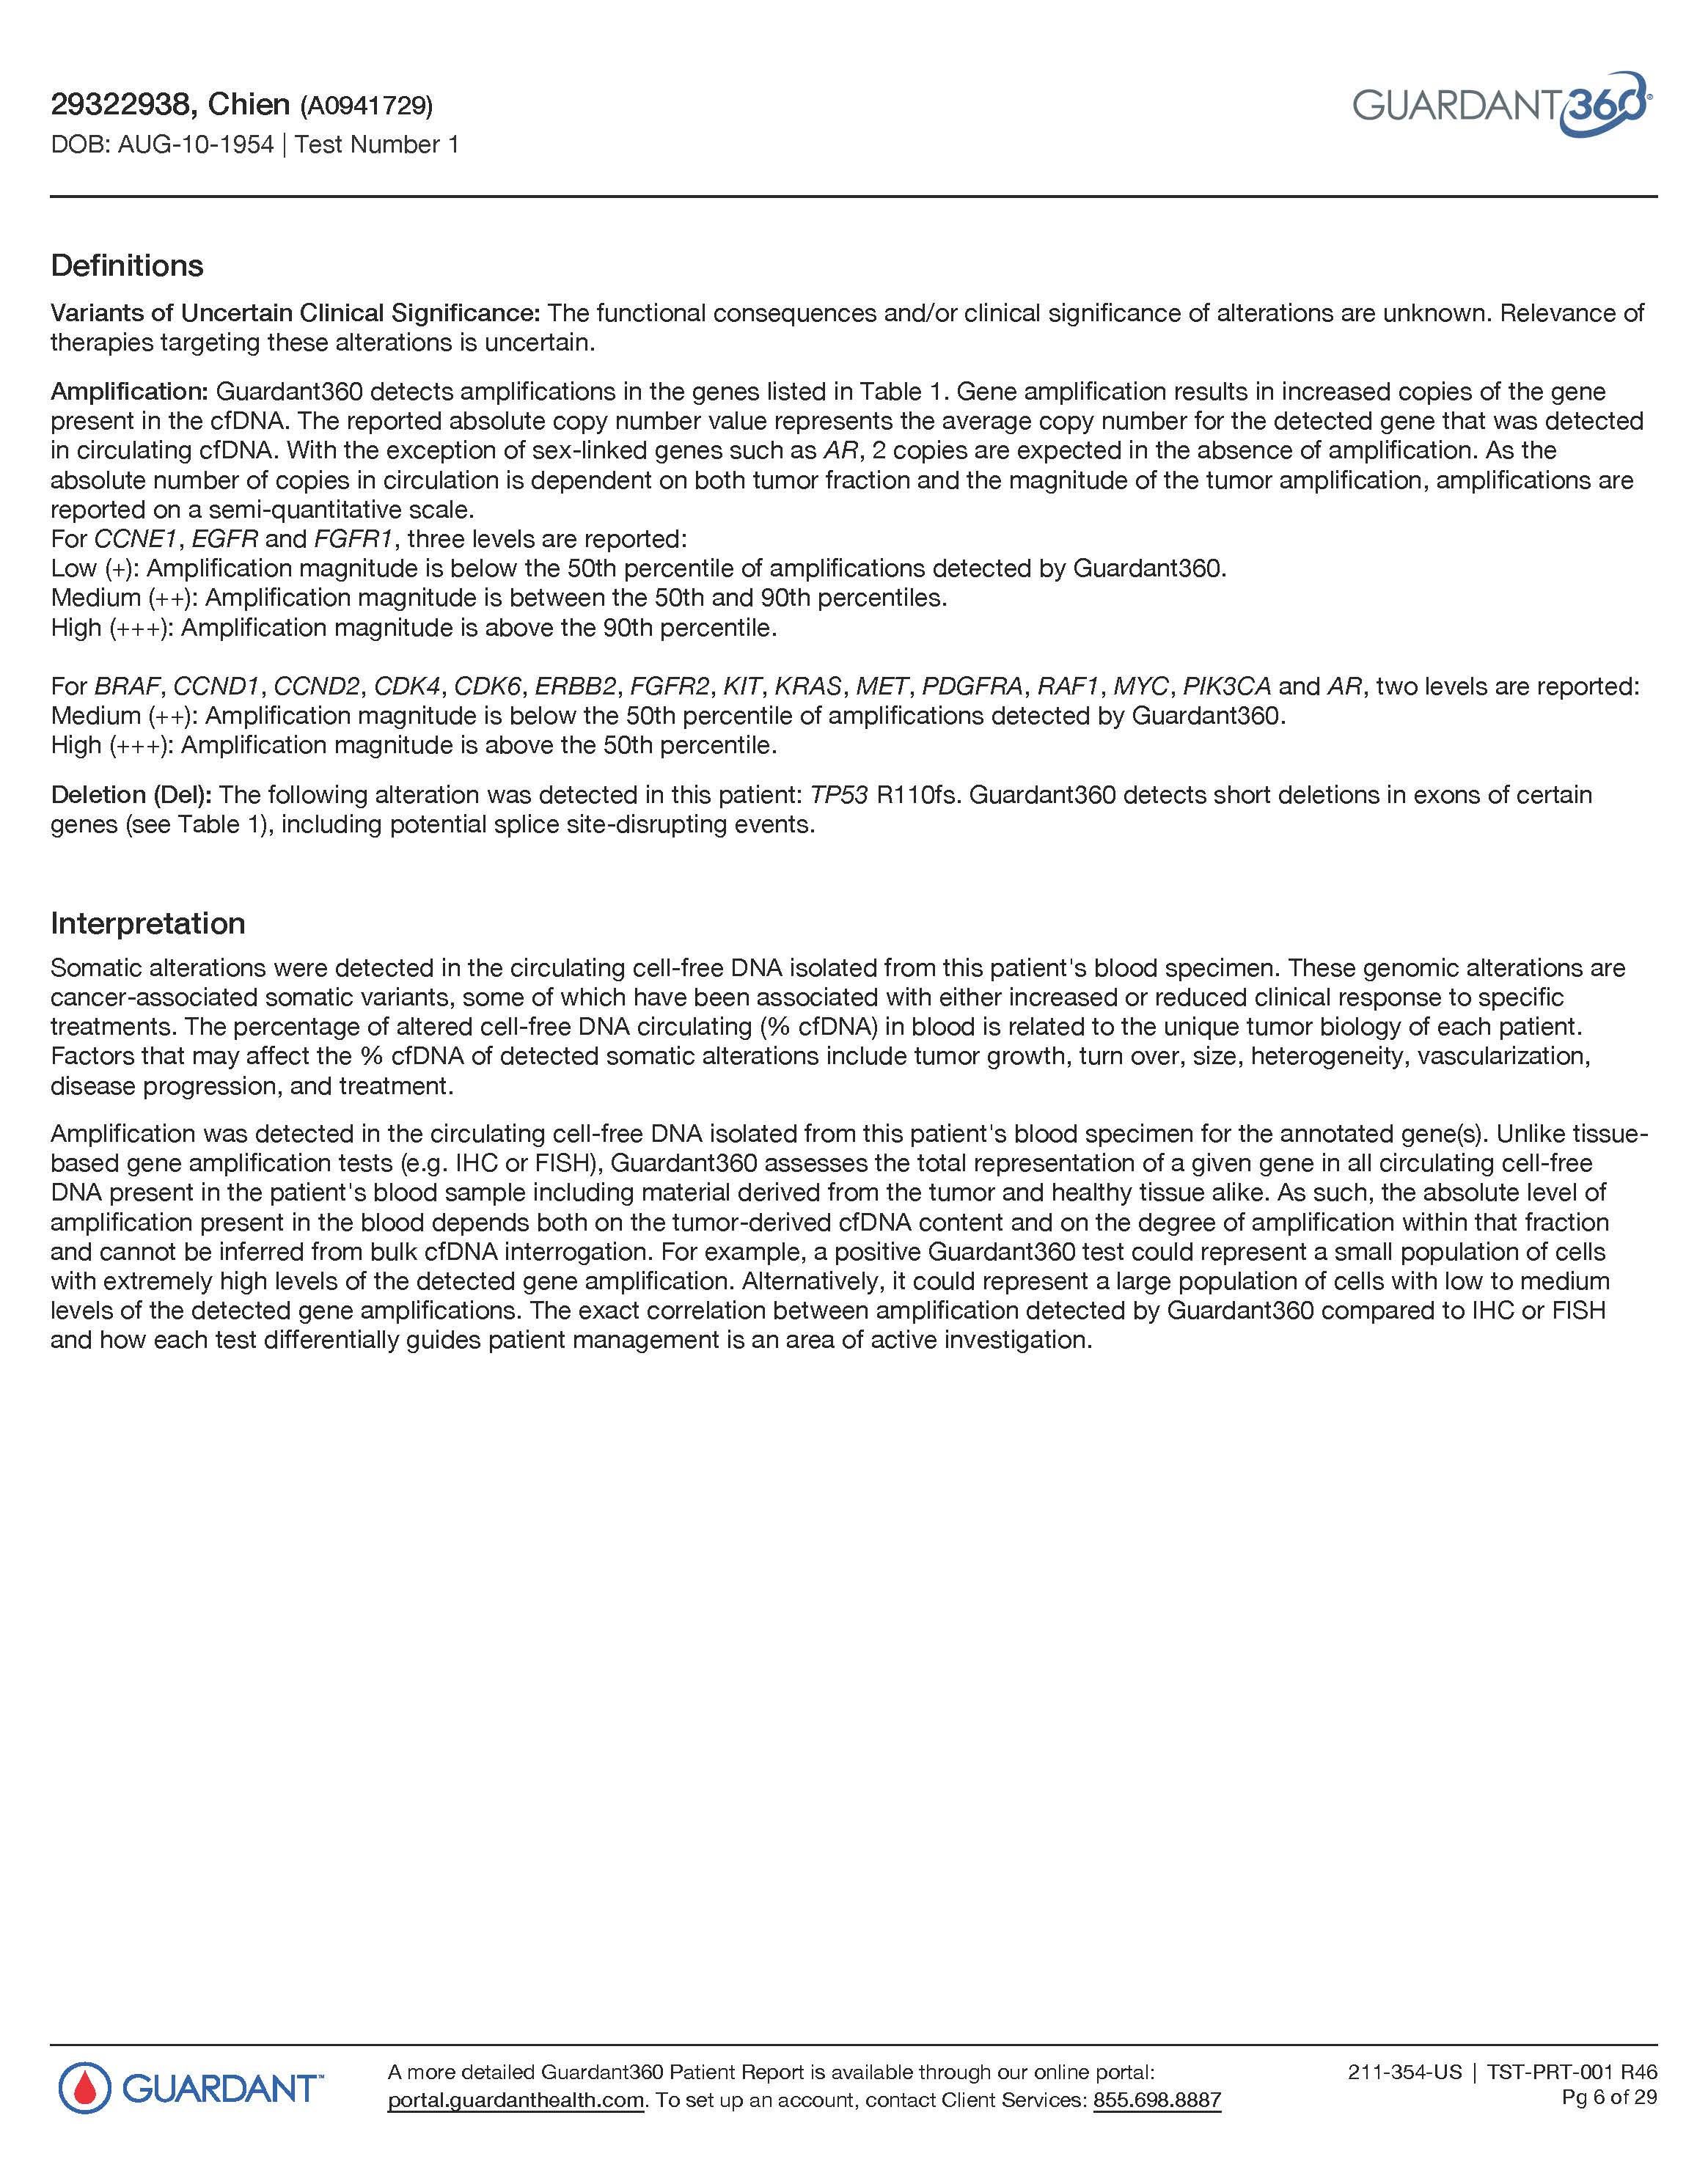 29322938, Chien (A0941729)
DOB: AUG-10-1954 | Test Number 1
GUARDANT360®
Definitions
Variants of Uncertain Clinical Significance: The functional consequences and/or clinical significance of alterations are unknown. Relevance of
therapies targeting these alterations is uncertain.
Amplification: Guardant360 detects amplifications in the genes listed in Table 1. Gene amplification results in increased copies of the gene
present in the cfDNA. The reported absolute copy number value represents the average copy number for the detected gene that was detected
in circulating cfDNA. With the exception of sex-linked genes such as AR, 2 copies are expected in the absence of amplification. As the
absolute number of copies in circulation is dependent on both tumor fraction and the magnitude of the tumor amplification, amplifications are
reported on a semi-quantitative scale.
For CCNE1, EGFR and FGFR1, three levels are reported:
Low (+): Amplification magnitude is below the 50th percentile of amplifications detected by Guardant360.
Medium (++): Amplification magnitude is between the 50th and 90th percentiles.
High (+++): Amplification magnitude is above the 90th percentile.
For BRAF, CCND1, CCND2, CDK4, CDK6, ERBB2, FGFR2, KIT, KRAS, MET, PDGFRA, RAF1, MYC, PIK3CA and AR, two levels are reported:
Medium (++): Amplification magnitude is below the 50th percentile of amplifications detected by Guardant360.
High (+++): Amplification magnitude is above the 50th percentile.
Deletion (Del): The following alteration was detected in this patient: TP53 R110fs. Guardant360 detects short deletions in exons of certain
genes (see Table 1), including potential splice site-disrupting events.
Interpretation
Somatic alterations were detected in the circulating cell-free DNA isolated from this patient's blood specimen. These genomic alterations are
cancer-associated somatic variants, some of which have been associated with either increased or reduced clinical response to specific
treatments. The percentage of altered cell-free DNA circulating (% cfDNA) in blood is related to the unique tumor biology of each patient.
Factors that may affect the % cfDNA of detected somatic alterations include tumor growth, turn over, size, heterogeneity, vascularization,
disease progression, and treatment.
Amplification was detected in the circulating cell-free DNA isolated from this patient's blood specimen for the annotated gene(s). Unlike tissue-
based gene amplification tests (e.g. IHC or FISH), Guardant360 assesses the total representation of a given gene in all circulating cell-free
DNA present in the patient's blood sample including material derived from the tumor and healthy tissue alike. As such, the absolute level of
amplification present in the blood depends both on the tumor-derived cfDNA content and on the degree of amplification within that fraction
and cannot be inferred from bulk cfDNA interrogation. For example, a positive Guardant360 test could represent a small population of cells
with extremely high levels of the detected gene amplification. Alternatively, it could represent a large population of cells with low to medium
levels of the detected gene amplifications. The exact correlation between amplification detected by Guardant360 compared to IHC or FISH
and how each test differentially guides patient management is an area of active investigation.
GUARDANT™
A more detailed Guardant360 Patient Report is available through our online portal:
portal.guardanthealth.com. To set up an account, contact Client Services: 855.698.8887
211-354-US | TST-PRT-001 R46
Pg 6 of 29